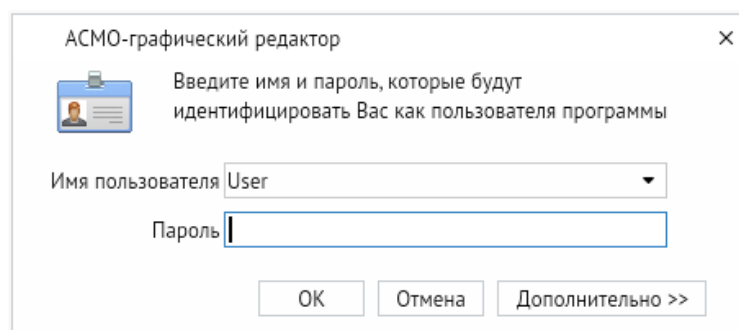 АСМО-графический редактор
Введите имя и пароль, которые будут
идентифицировать Вас как пользователя программы
Имя пользователя User
Пароль
ОК Отмена Дополнительно >>